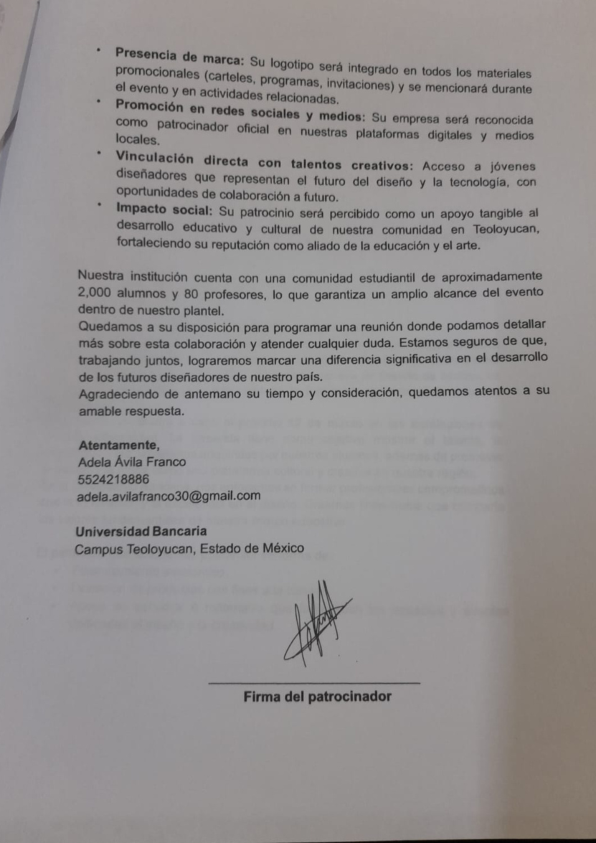 • Presencia de marca: Su logotipo será integrado en todos los materiales
promocionales (carteles, programas, invitaciones) y se mencionará durante
el evento y en actividades relacionadas.
• Promoción en redes sociales y medios: Su empresa será reconocida
como patrocinador oficial en nuestras plataformas digitales y medios
locales.
• Vinculación directa con talentos creativos: Acceso a jóvenes
diseñadores que representan el futuro del diseño y la tecnología, con
oportunidades de colaboración a futuro.
• Impacto social: Su patrocinio será percibido como un apoyo tangible al
desarrollo educativo y cultural de nuestra comunidad en Teoloyucan,
fortaleciendo su reputación como aliado de la educación y el arte.
Nuestra institución cuenta con una comunidad estudiantil de aproximadamente
2,000 alumnos y 80 profesores, lo que garantiza un amplio alcance del evento
dentro de nuestro plantel.
Quedamos a su disposición para programar una reunión donde podamos detallar
más sobre esta colaboración y atender cualquier duda. Estamos seguros de que,
trabajando juntos, lograremos marcar una diferencia significativa en el desarrollo
de los futuros diseñadores de nuestro país.
Agradeciendo de antemano su tiempo y consideración, quedamos atentos a su
amable respuesta.
Atentamente,
Adela Ávila Franco
5524218886
adela.avilafranco30@gmail.com
Universidad Bancaria
Campus Teoloyucan, Estado de México
Firma del patrocinador